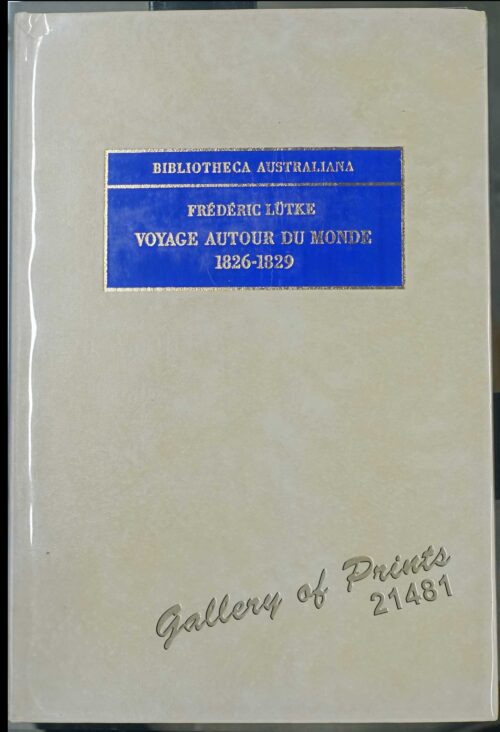 BIBLIOTHECA AUSTRALIANA
FRÉDÉRIC LÜTKE
VOYAGE AUTOUR DU MONDE
1826-1829
Gallery of Prints
21481